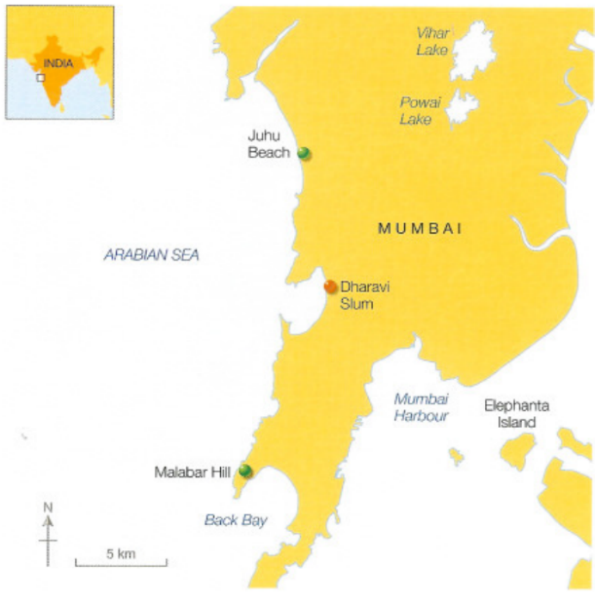 INDIA
Vihar
Lake
Powai
Lake
Juhu
Beach
MUMBAI
ARABIAN SEA
Dharavi
Slum
Mumbai
Harbour
Elephanta
Island
Malabar Hill
Back Bay
N
5 km